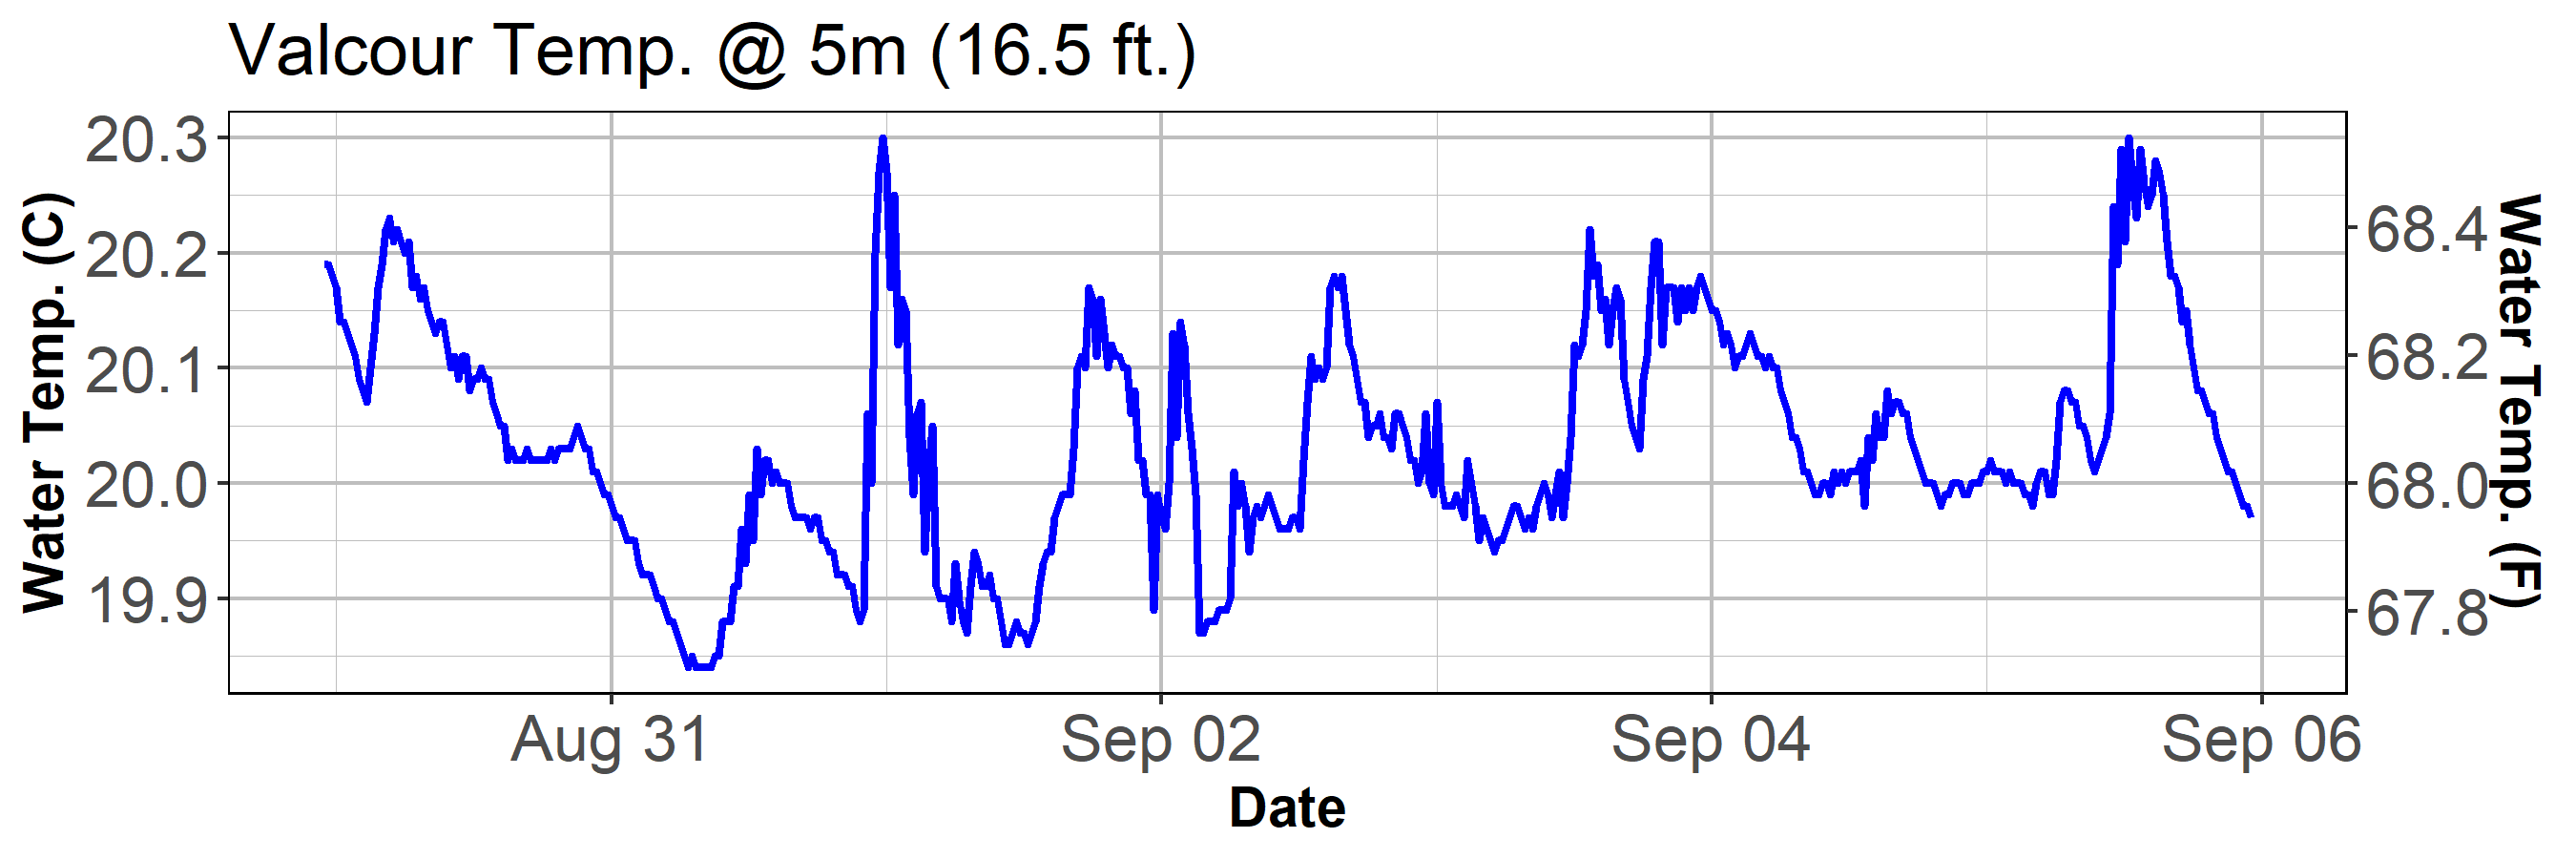 Valcour Temp. @ 5m (16.5 ft.)
Water Temp. (C)
20.3
20.2
20.1
20.0
19.9
68.4
68.2
68.0
67.8
Water Temp. (F)
Aug 31
Sep 02
Sep 04
Sep 06
Date